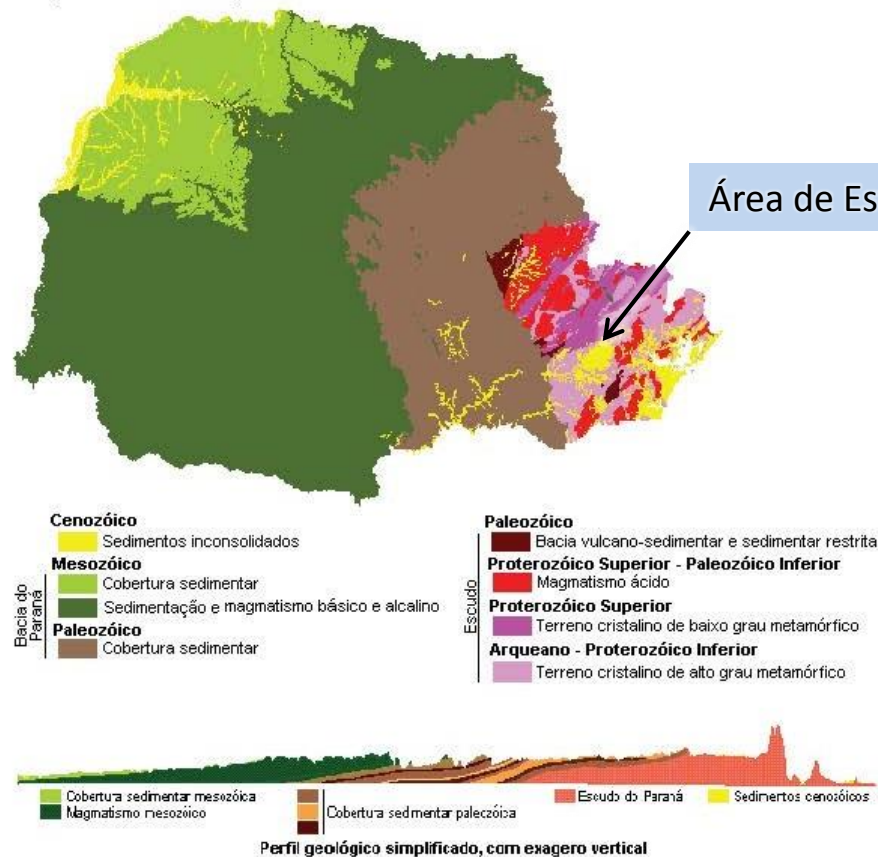 Área de Es
Cenozóico
Sedimentos inconsolidados
Mesozóico
Cobertura sedimentar
Sedimentação e magmatismo básico e alcalino
Paleozóico
Cobertura sedimentar
Bacia do Paraná
Paleozóico
Bacia vulcano-sedimentar e sedimentar restrita
Proterozóico Superior - Paleozóico Inferior
Magmatismo ácido
Proterozóico Superior
Terreno cristalino de baixo grau metamórfico
Arqueano - Proterozóico Inferior
Terreno cristalino de alto grau metamórfico
Escudo
Cobertura sedimentar mesozóica
Magmatismo mesozóico
Cobertura sedimentar paleozóica
Escudo do Paraná
Sedimertos cenozóicos
Perfil geológico simplificado, com exagero vertical